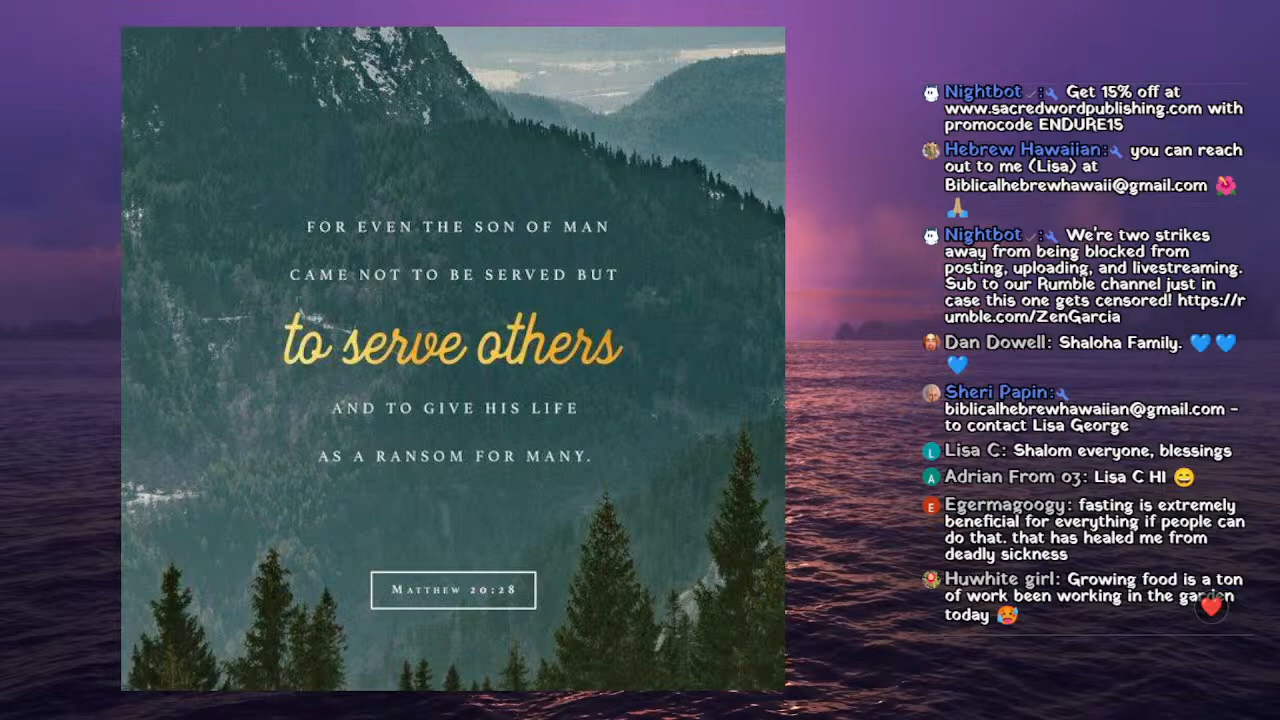 FOR EVEN THE SON OF MAN
CAME NOT TO BE SERVED BUT
to serve others
AND TO GIVE HIS LIFE
AS A RANSOM FOR MANY.
MATTHEW 20:28
Nightbot: Get 15% off at
www.sacredwordpublishing.com with
promocode ENDURE15
Hebrew Hawaiian: you can reach
out to me (Lisa) at
Biblicalhebrewhawaii@gmail.com 🌺
🙏🏼
Nightbot: We're two strikes
away from being blocked from
posting, uploading, and livestreaming.
Sub to our Rumble channel just in
case this one gets censored! https://r
umble.com/ZenGarcia
Dan Dowell: Shaloha Family. 💙 💙
💙
Sheri Papin:
biblicalhebrewhawaiian@gmail.com -
to contact Lisa George
L Lisa C: Shalom everyone, blessings
A Adrian From 03: Lisa C HI 😄
E Egermagoogy: fasting is extremely
beneficial for everything if people can
do that. that has healed me from
deadly sickness
Huwhite girl: Growing food is a ton
of work been working in the garden
today 🥵